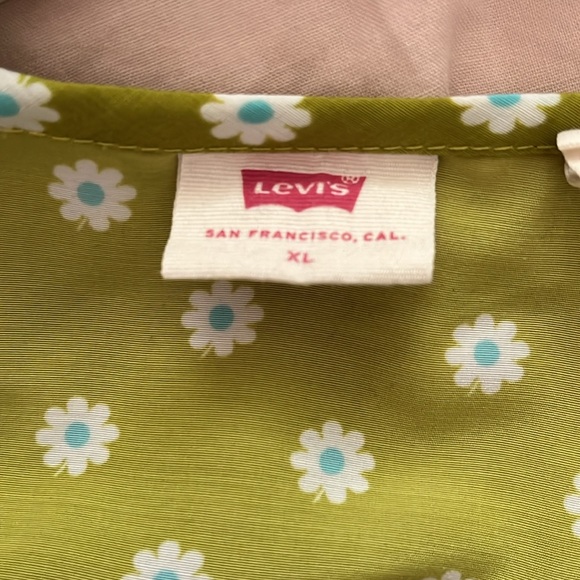 Levi's®
SAN FRANCISCO, CAL.
XL